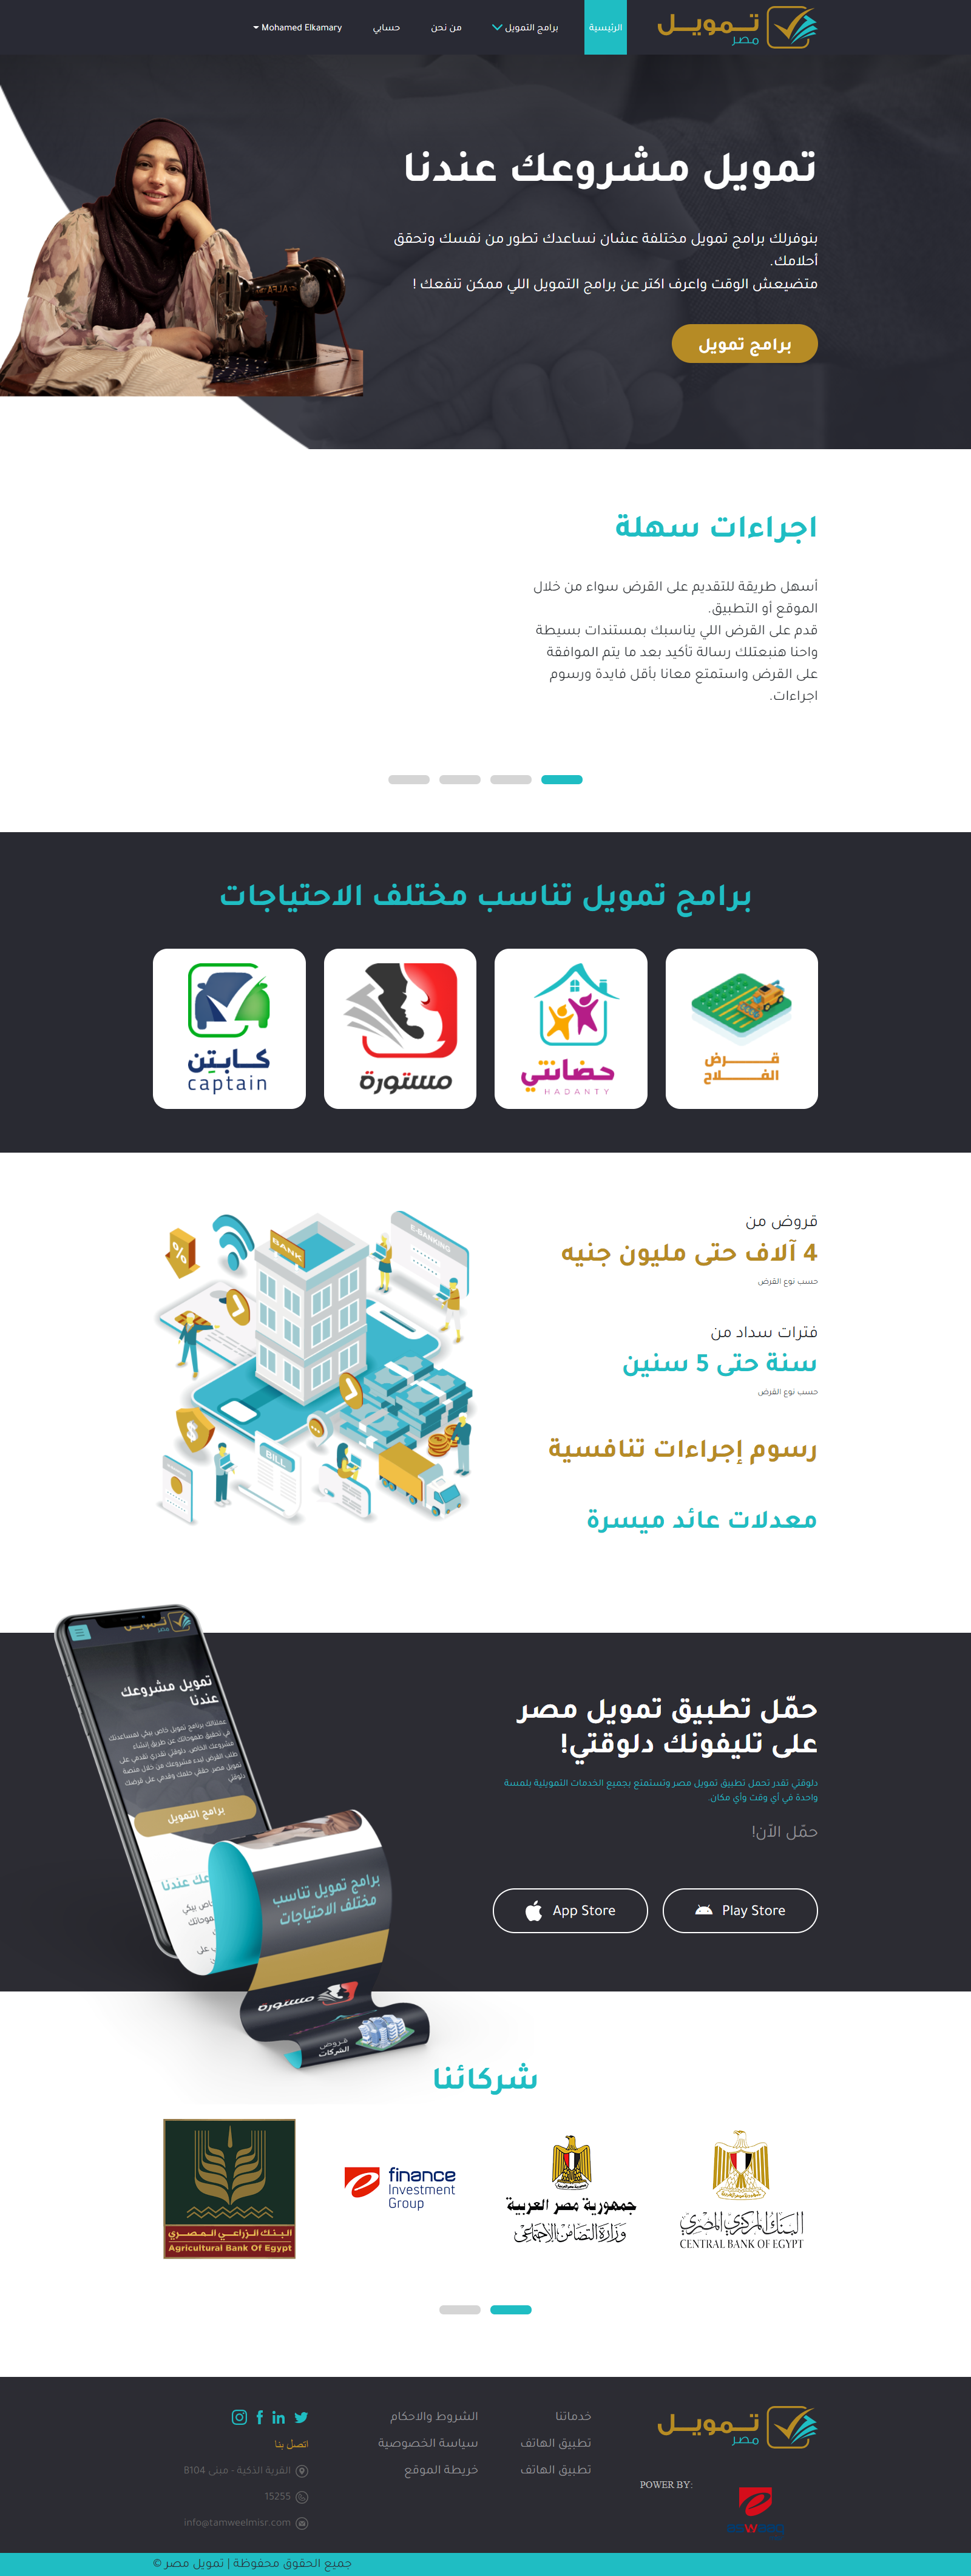 تمويل
مصر
الرئيسية
برامج التمويل
من نحن
حسابي
Mohamed Elkamary
تمويل مشروعك عندنا
بنوفرلك برامج تمويل مختلفة عشان نساعدك تطور من نفسك وتحقق
أحلامك.
متضيعش الوقت واعرف اكتر عن برامج التمويل اللي ممكن تنفعك !
برامج تمويل
اجراءات سهلة
أسهل طريقة للتقديم على القرض سواء من خلال
الموقع أو التطبيق.
قدم على القرض اللي يناسبك بمستندات بسيطة
واحنا هنبعتلك رسالة تأكيد بعد ما يتم الموافقة
على القرض واستمتع معانا بأقل فايدة ورسوم
اجراءات.
برامج تمويل تناسب مختلف الاحتياجات
قرض
الفلاح
حضانتي
HADANTY
مستورة
كابتن
captain
قروض من
4 آلاف حتى مليون جنيه
حسب نوع القرض
فترات سداد من
سنة حتى 5 سنين
حسب نوع القرض
رسوم إجراءات تنافسية
معدلات عائد ميسرة
BANK
E-BANKING
%
$
BILL
حمّل تطبيق تمويل مصر
على تليفونك دلوقتي!
دلوقتي تقدر تحمل تطبيق تمويل مصر وتستمتع بجميع الخدمات التمويلية بلمسة
واحدة في أي وقت وأي مكان.
حمّل الآن!
Play Store
App Store
تمويل
مصر
تمويل مشروعك
عندنا
برامج التمويل
برامج تمويل تناسب
مختلف الاحتياجات
مستورة
قروض
الشركات
شركائنا
البنك المركزي المصري
CENTRAL BANK OF EGYPT
جمهورية مصر العربية
وزارة التضامن الاجتماعى
finance
Investment
Group
البنك الزراعي المصري
Agricultural Bank Of Egypt
تمويل
مصر
POWER BY:
خدماتنا
تطبيق الهاتف
تطبيق الهاتف
الشروط والاحكام
سياسة الخصوصية
خريطة الموقع
اتصل بنا
القرية الذكية - مبنى 8104
15255
info@tamweelmisr.com
جميع الحقوق محفوظة | تمويل مصر ©